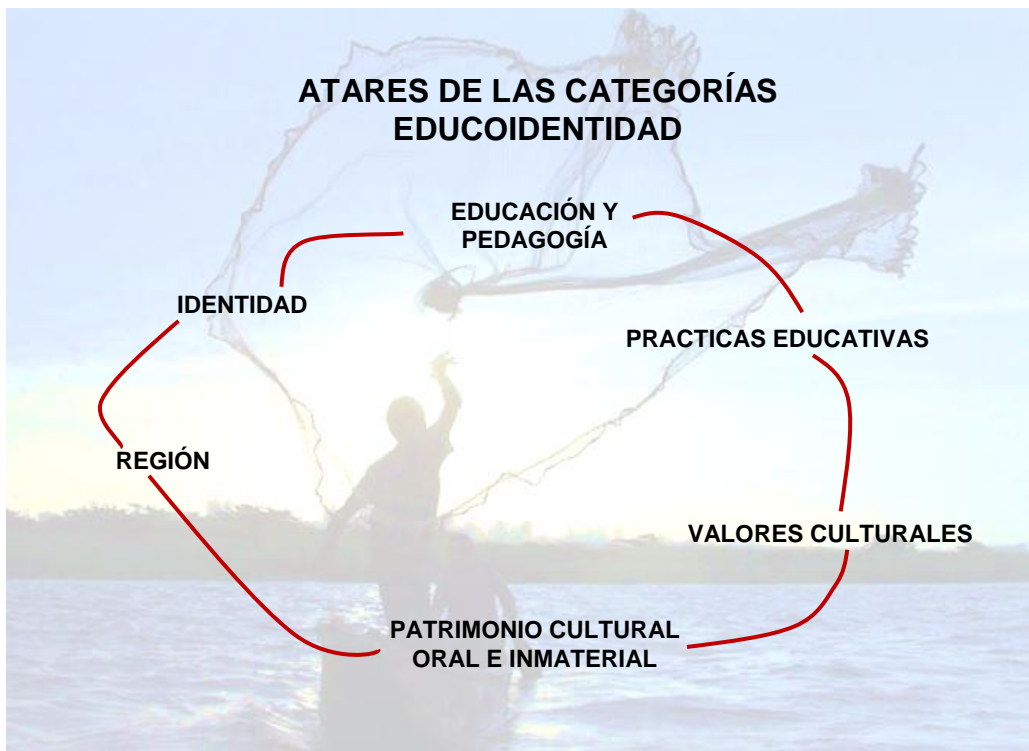 ATARES DE LAS CATEGORÍAS
EDUCOIDENTIDAD
EDUCACIÓN Y
PEDAGOGÍA
IDENTIDAD
PRACTICAS EDUCATIVAS
REGIÓN
VALORES CULTURALES
PATRIMONIO CULTURAL
ORAL E INMATERIAL